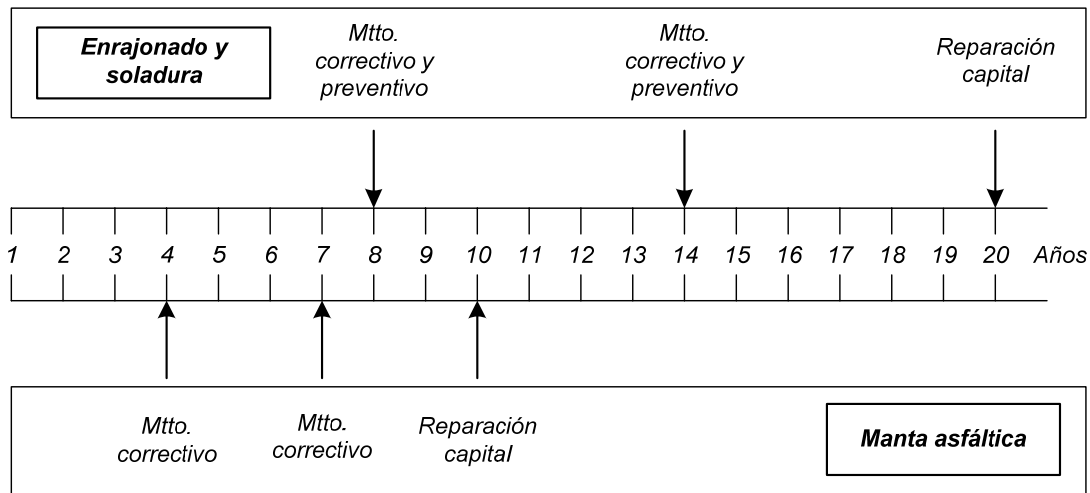 Enrajonado y
soladura
Mtto.
correctivo y
preventivo
Mtto.
correctivo y
preventivo
Reparación
capital
1 2 3 4 5 6 7 8 9 10 11 12 13 14 15 16 17 18 19 20 Años
Mtto.
correctivo
Mtto.
correctivo
Reparación
capital
Manta asfáltica